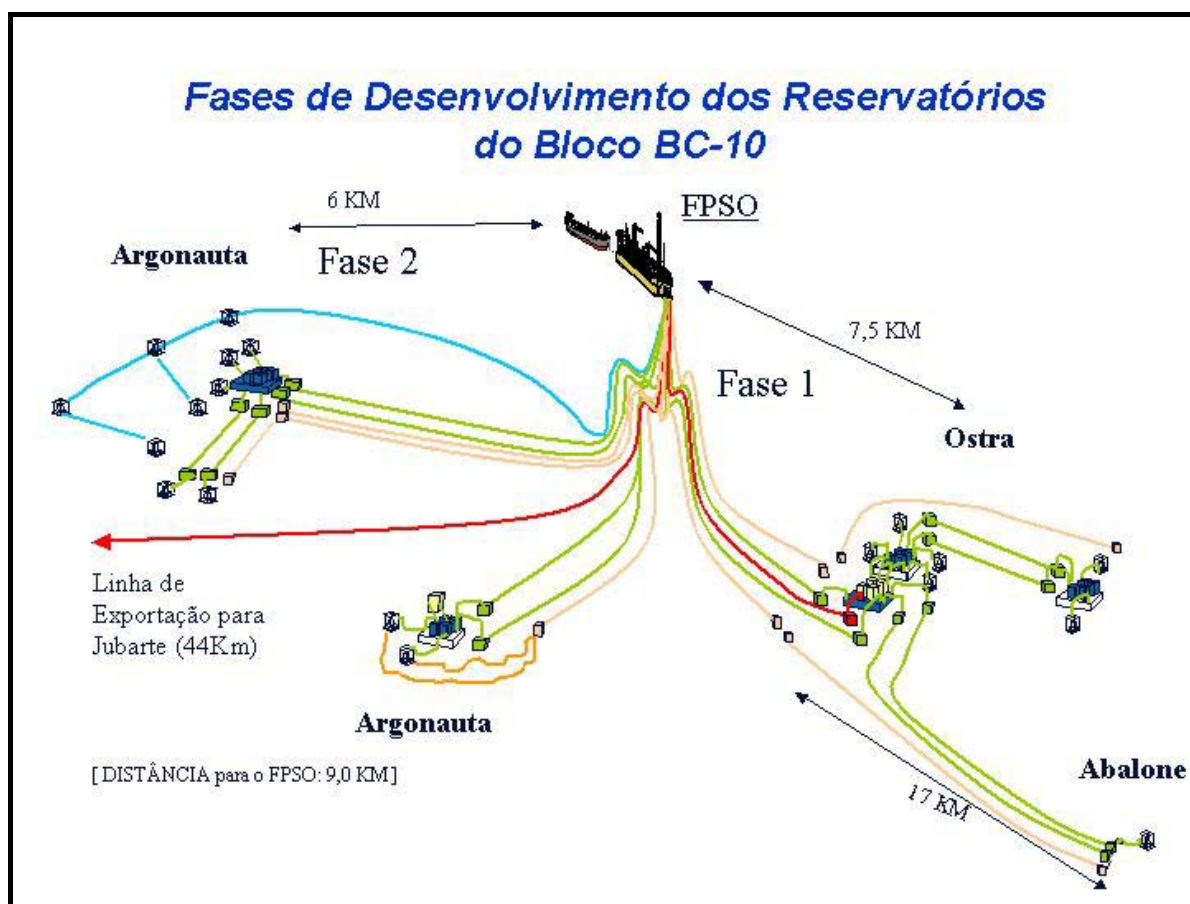 Fases de Desenvolvimento dos Reservatórios
do Bloco BC-10
6 KM
FPSO
Argonauta
Fase 2
7,5 KM
Fase 1
Ostra
Linha de
Exportação para
Jubarte (44Km)
Argonauta
[ DISTÂNCIA para o FPSO: 9,0 KM ]
Abalone
17 KM